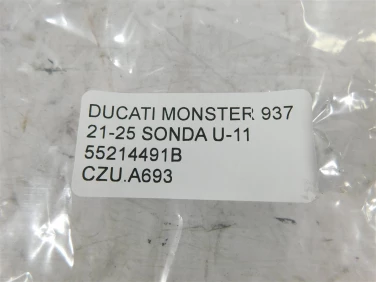 DUCATI MONSTER 937
21-25 SONDA U-11
55214491B
CZU.A693